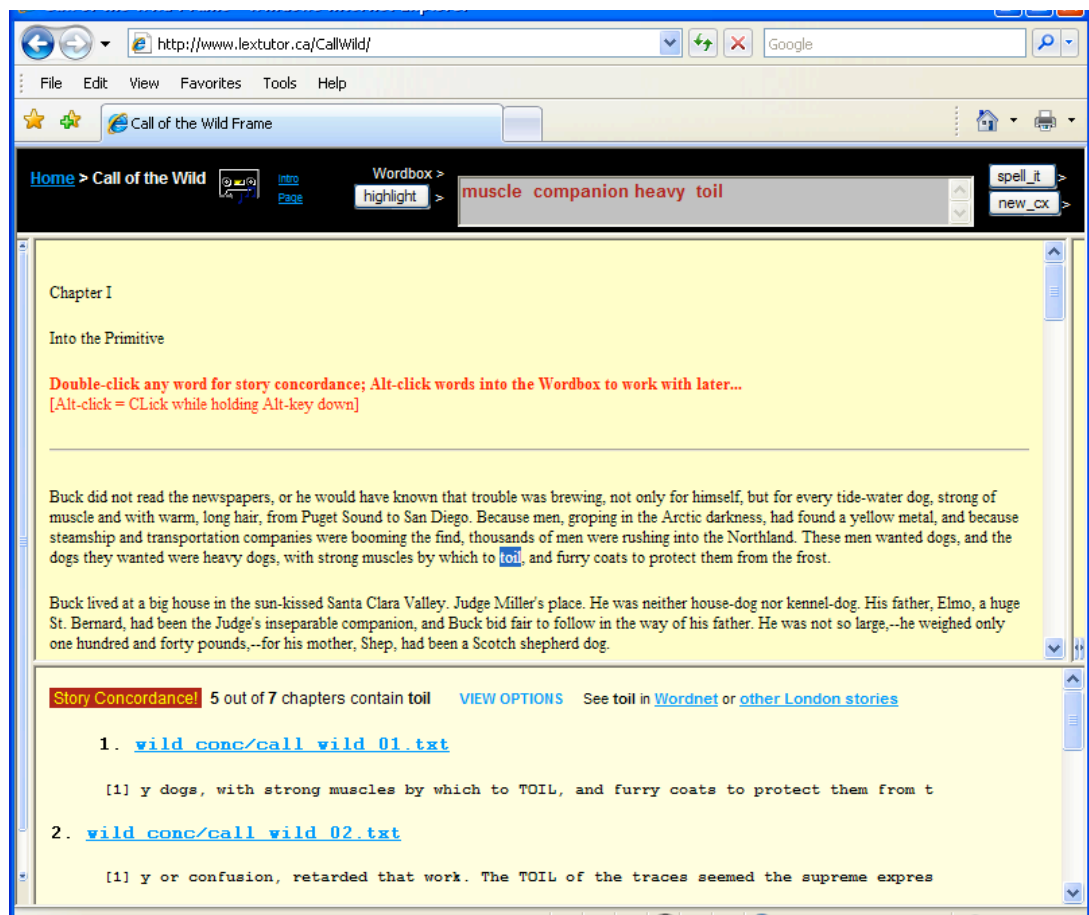 http://www.lextutor.ca/CallWild/
Google
File Edit View Favorites Tools Help
Call of the Wild Frame
Home > Call of the Wild
Intro
Page
Wordbox >
highlight >
muscle companion heavy toil
spell_it >
new_cx >
Chapter I
Into the Primitive
Double-click any word for story concordance; Alt-click words into the Wordbox to work with later...
[Alt-click = CLick while holding Alt-key down]
Buck did not read the newspapers, or he would have known that trouble was brewing, not only for himself, but for every tide-water dog, strong of
muscle and with warm, long hair, from Puget Sound to San Diego. Because men, groping in the Arctic darkness, had found a yellow metal, and because
steamship and transportation companies were booming the find, thousands of men were rushing into the Northland. These men wanted dogs, and the
dogs they wanted were heavy dogs, with strong muscles by which to toil, and furry coats to protect them from the frost.
Buck lived at a big house in the sun-kissed Santa Clara Valley. Judge Miller's place. He was neither house-dog nor kennel-dog. His father, Elmo, a huge
St. Bernard, had been the Judge's inseparable companion, and Buck bid fair to follow in the way of his father. He was not so large,--he weighed only
one hundred and forty pounds,--for his mother, Shep, had been a Scotch shepherd dog.
Story Concordance! 5 out of 7 chapters contain toil VIEW OPTIONS See toil in Wordnet or other London stories
1. wild_conc/call_wild_01.txt
[1] y dogs, with strong muscles by which to TOIL, and furry coats to protect them from t
2. wild_conc/call_wild_02.txt
[1] y or confusion, retarded that work. The TOIL of the traces seemed the supreme expres